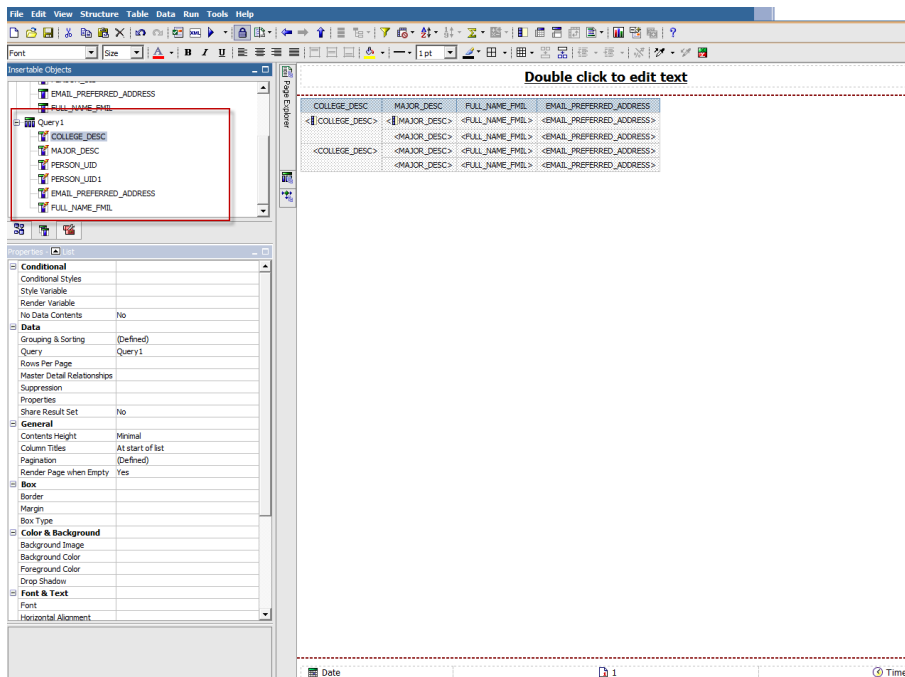 File Edit View Structure Table Data Run Tools Help
Font Size A B I U 1 pt
Insertable Objects
EMAIL_PREFERRED_ADDRESS
FULL_NAME_FMIL
Query1
COLLEGE_DESC
MAJOR_DESC
PERSON_UID
PERSON_UID1
EMAIL_PREFERRED_ADDRESS
FULL_NAME_FMIL
Properties - List
Conditional
Conditional Styles
Style Variable
Render Variable
No Data Contents No
Data
Grouping & Sorting (Defined)
Query Query1
Rows Per Page
Master Detail Relationships
Suppression
Properties
Share Result Set No
General
Contents Height Minimal
Column Titles At start of list
Pagination (Defined)
Render Page when Empty Yes
Box
Border
Margin
Box Type
Color & Background
Background Image
Background Color
Foreground Color
Drop Shadow
Font & Text
Font
Horizontal Alignment
Page Explorer
Double click to edit text
COLLEGE_DESC MAJOR_DESC FULL_NAME_FMIL EMAIL_PREFERRED_ADDRESS
<COLLEGE_DESC> <MAJOR_DESC> <FULL_NAME_FMIL> <EMAIL_PREFERRED_ADDRESS>
<MAJOR_DESC> <FULL_NAME_FMIL> <EMAIL_PREFERRED_ADDRESS>
<COLLEGE_DESC> <MAJOR_DESC> <FULL_NAME_FMIL> <EMAIL_PREFERRED_ADDRESS>
<MAJOR_DESC> <FULL_NAME_FMIL> <EMAIL_PREFERRED_ADDRESS>
Date 1 Time